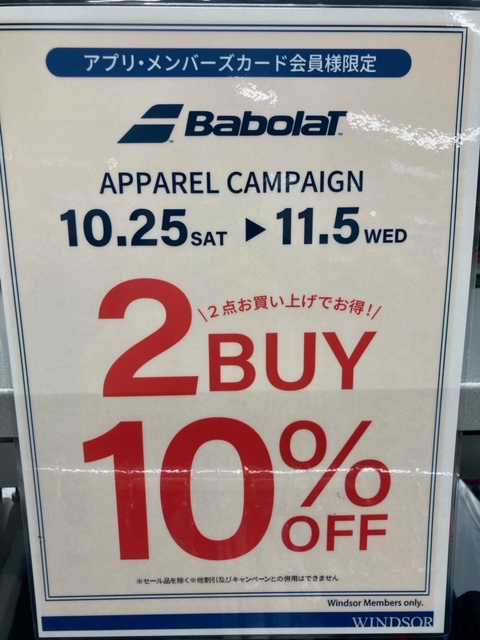 アプリ・メンバーズカード会員様限定
BabolaT
APPAREL CAMPAIGN
10.25 SAT ▶ 11.5 WED
\２点お買い上げでお得!/
2BUY
10%
OFF
※セール品を除く※他割引及びキャンペーンとの併用はできません
Windsor Members only.
WINDSOR